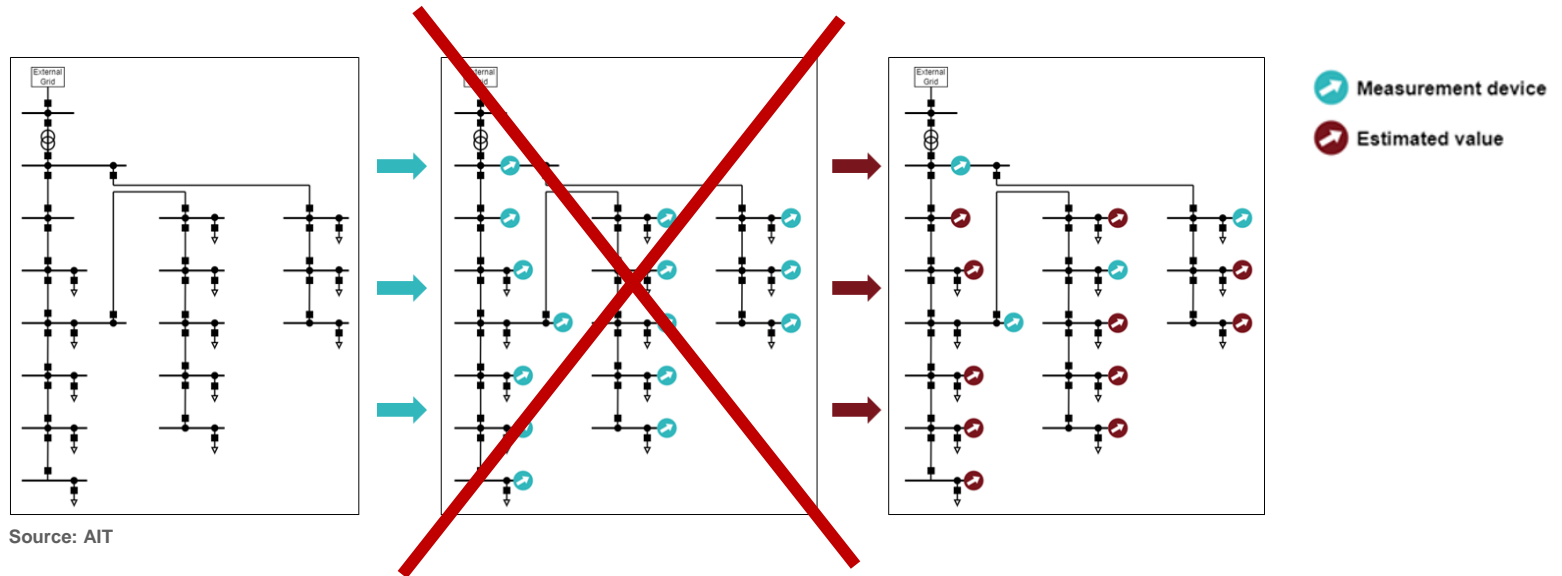 External
Grid
External
Grid
External
Grid
Measurement device
Estimated value
Source: AIT